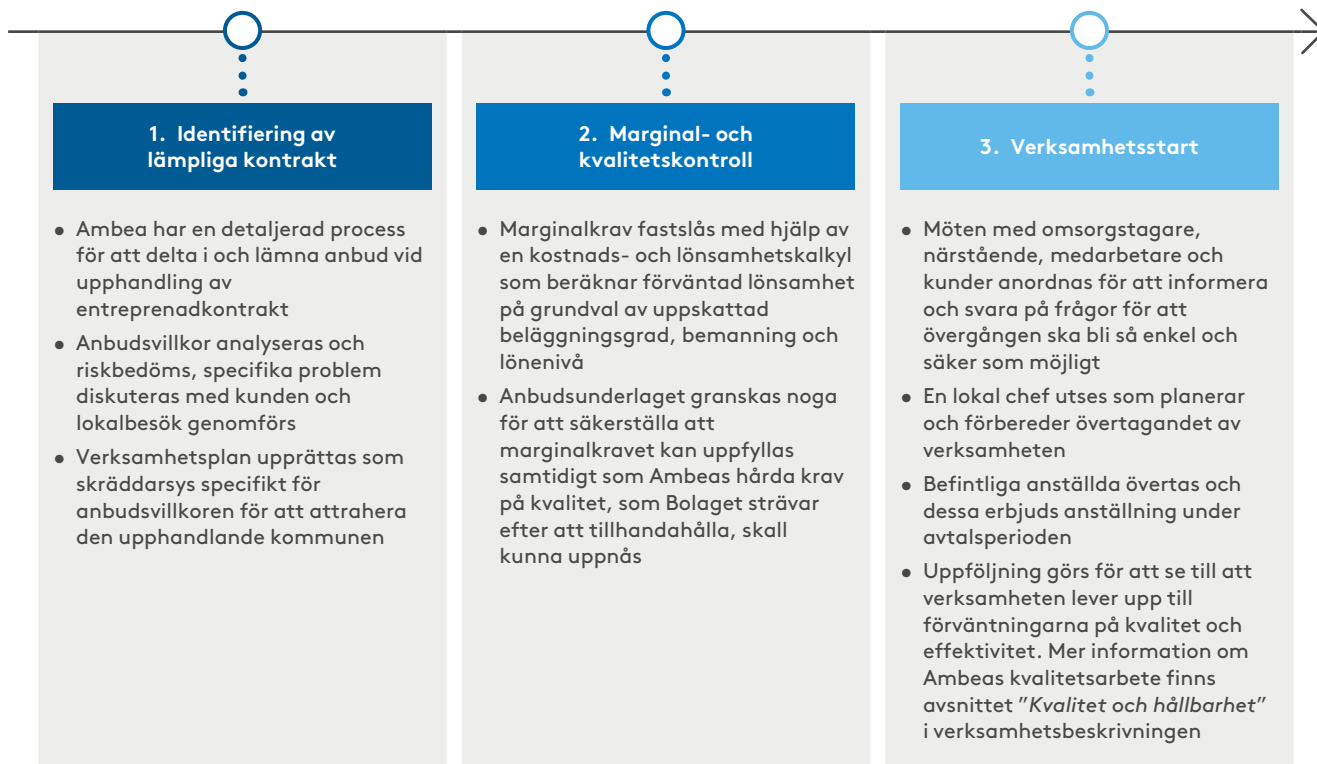 1. Identifiering av
lämpliga kontrakt
● Ambea har en detaljerad process
för att delta i och lämna anbud vid
upphandling av
entreprenadkontrakt
● Anbudsvillkor analyseras och
riskbedöms, specifika problem
diskuteras med kunden och
lokalbesök genomförs
● Verksamhetsplan upprättas som
skräddarsys specifikt för
anbudsvillkoren för att attrahera
den upphandlande kommunen
2. Marginal- och
kvalitetskontroll
● Marginalkrav fastslås med hjälp av
en kostnads- och lönsamhetskalkyl
som beräknar förväntad lönsamhet
på grundval av uppskattad
beläggningsgrad, bemanning och
lönenivå
● Anbudsunderlaget granskas noga
för att säkerställa att
marginalkravet kan uppfyllas
samtidigt som Ambeas hårda krav
på kvalitet, som Bolaget strävar
efter att tillhandahålla, skall
kunna uppnås
3. Verksamhetsstart
● Möten med omsorgstagare,
närstående, medarbetare och
kunder anordnas för att informera
och svara på frågor för att
övergången ska bli så enkel och
säker som möjligt
● En lokal chef utses som planerar
och förbereder övertagandet av
verksamheten
● Befintliga anställda övertas och
dessa erbjuds anställning under
avtalsperioden
● Uppföljning görs för att se till att
verksamheten lever upp till
förväntningarna på kvalitet och
effektivitet. Mer information om
Ambeas kvalitetsarbete finns
avsnittet ”Kvalitet och hållbarhet”
i verksamhetsbeskrivningen